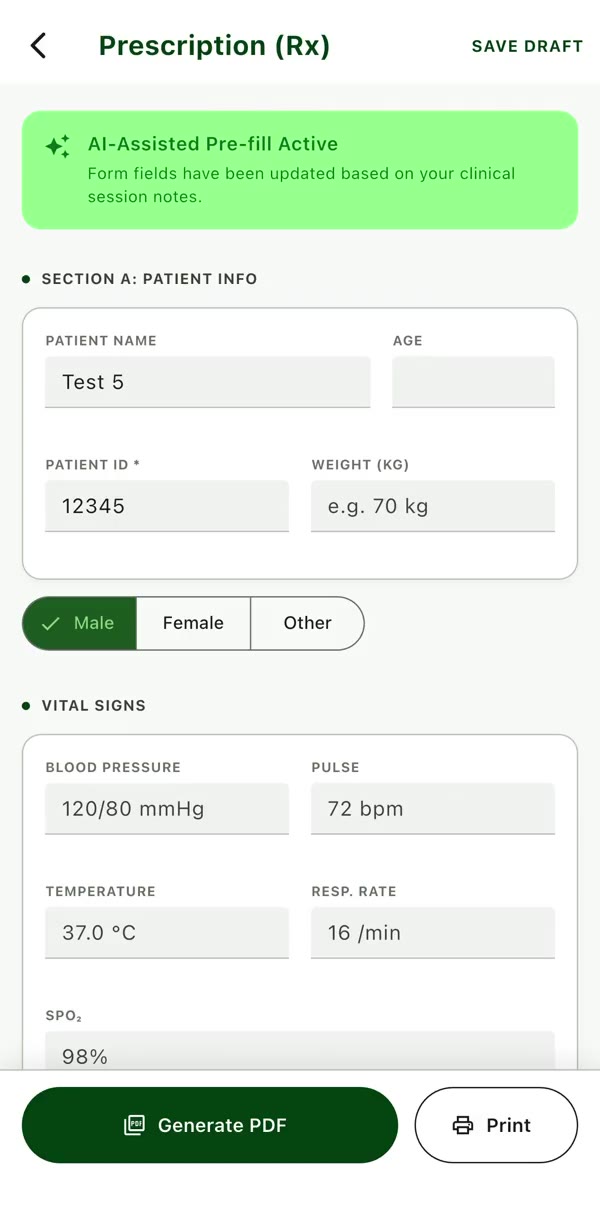 Prescription (Rx)
SAVE DRAFT
AI-Assisted Pre-fill Active
Form fields have been updated based on your clinical
session notes.
SECTION A: PATIENT INFO
PATIENT NAME
AGE
Test 5
PATIENT ID *
WEIGHT (KG)
12345
e.g. 70 kg
Male
Female
Other
VITAL SIGNS
BLOOD PRESSURE
PULSE
120/80 mmHg
72 bpm
TEMPERATURE
RESP. RATE
37.0 °C
16 /min
SPO₂
98%
PDF
Generate PDF
Print